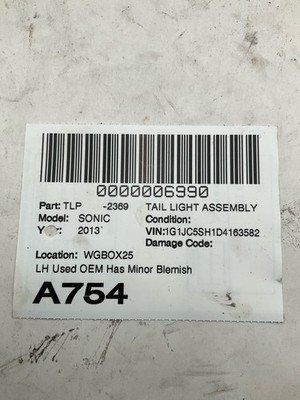 0000006990
Part: TLP -2369 TAIL LIGHT ASSEMBLY
Model: SONIC Condition:
Year: 2013 VIN:1G1JC5SH1D4163582
Damage Code:
Location: WGBOX25
LH Used OEM Has Minor Blemish
A754